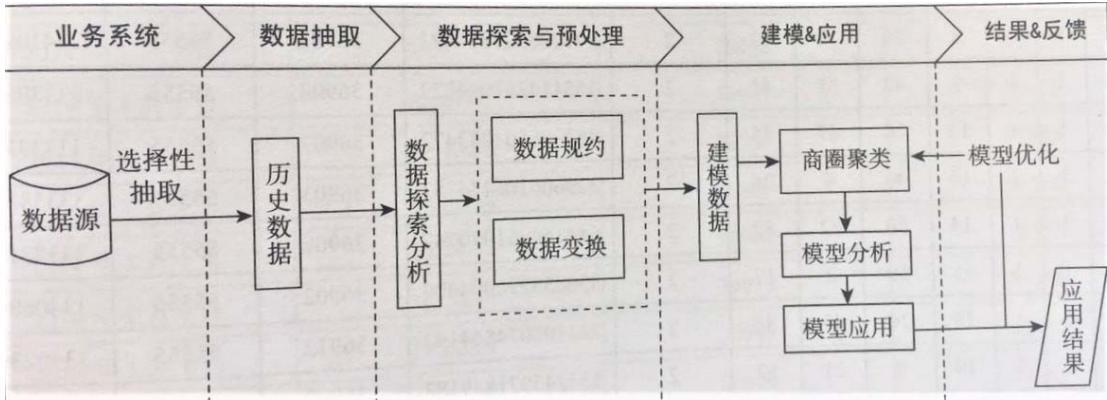 业务系统
数据抽取
数据探索与预处理
建模&应用
结果&反馈
数据源
选择性
抽取
历史数据
数据探索分析
数据规约
数据变换
建模数据
商圈聚类
模型分析
模型应用
模型优化
应用结果